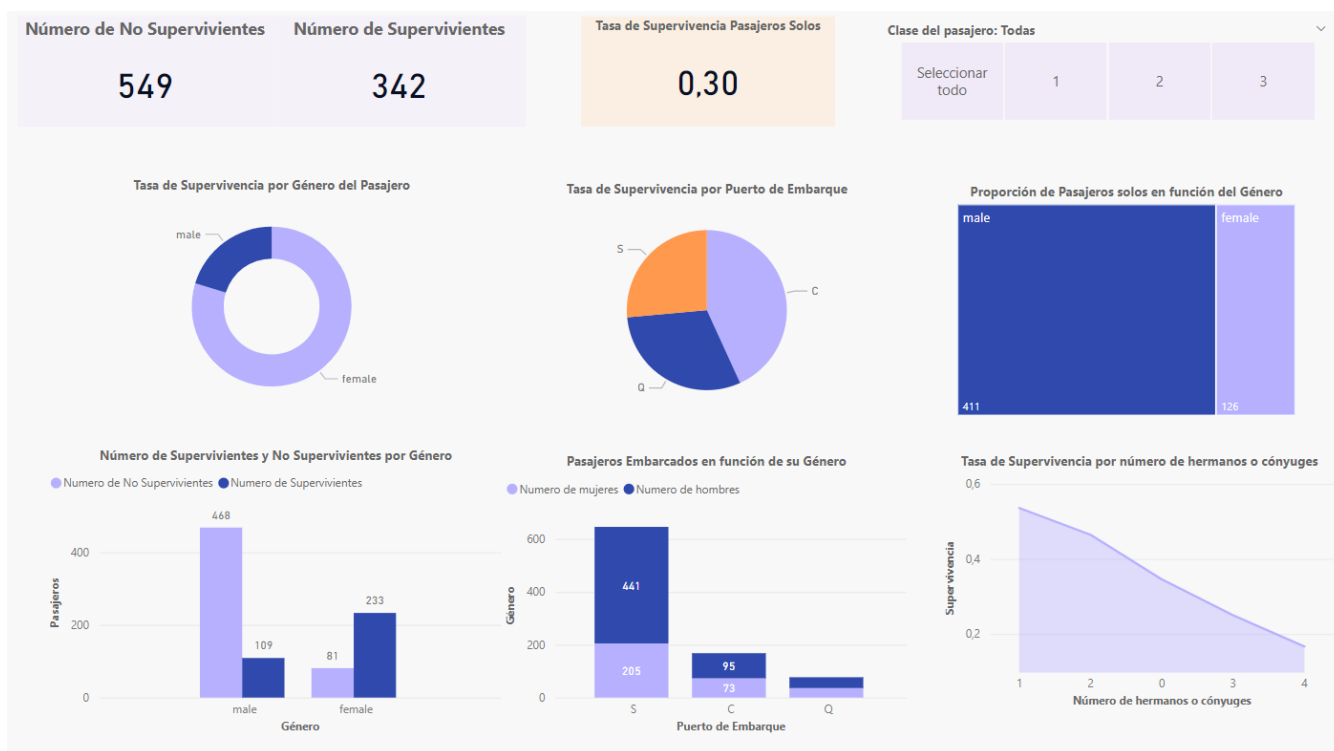 Número de No Supervivientes
549
Número de Supervivientes
342
Tasa de Supervivencia Pasajeros Solos
0,30
Clase del pasajero: Todas
Seleccionar
todo
1
2
3
Tasa de Supervivencia por Género del Pasajero
male
female
Tasa de Supervivencia por Puerto de Embarque
S
C
Q
Proporción de Pasajeros solos en función del Género
male
female
411
126
Número de Supervivientes y No Supervivientes por Género
Numero de No Supervivientes
Numero de Supervivientes
Pasajeros
400
200
0
468
109
81
233
male
female
Género
Pasajeros Embarcados en función de su Género
Numero de mujeres
Numero de hombres
Género
600
400
200
0
441
205
95
73
S
C
Q
Puerto de Embarque
Tasa de Supervivencia por número de hermanos o cónyuges
Supervivencia
0,6
0,4
0,2
1
2
0
3
4
Número de hermanos o cónyuges